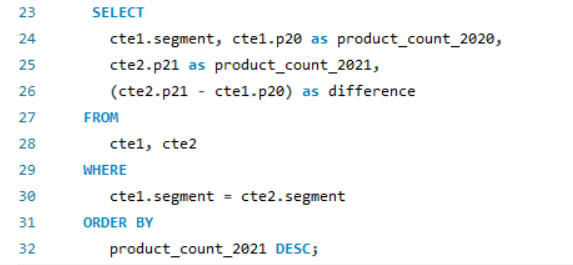 23 SELECT
24 cte1.segment, cte1.p20 as product_count_2020,
25 cte2.p21 as product_count_2021,
26 (cte2.p21 - cte1.p20) as difference
27 FROM
28 cte1, cte2
29 WHERE
30 cte1.segment = cte2.segment
31 ORDER BY
32 product_count_2021 DESC;